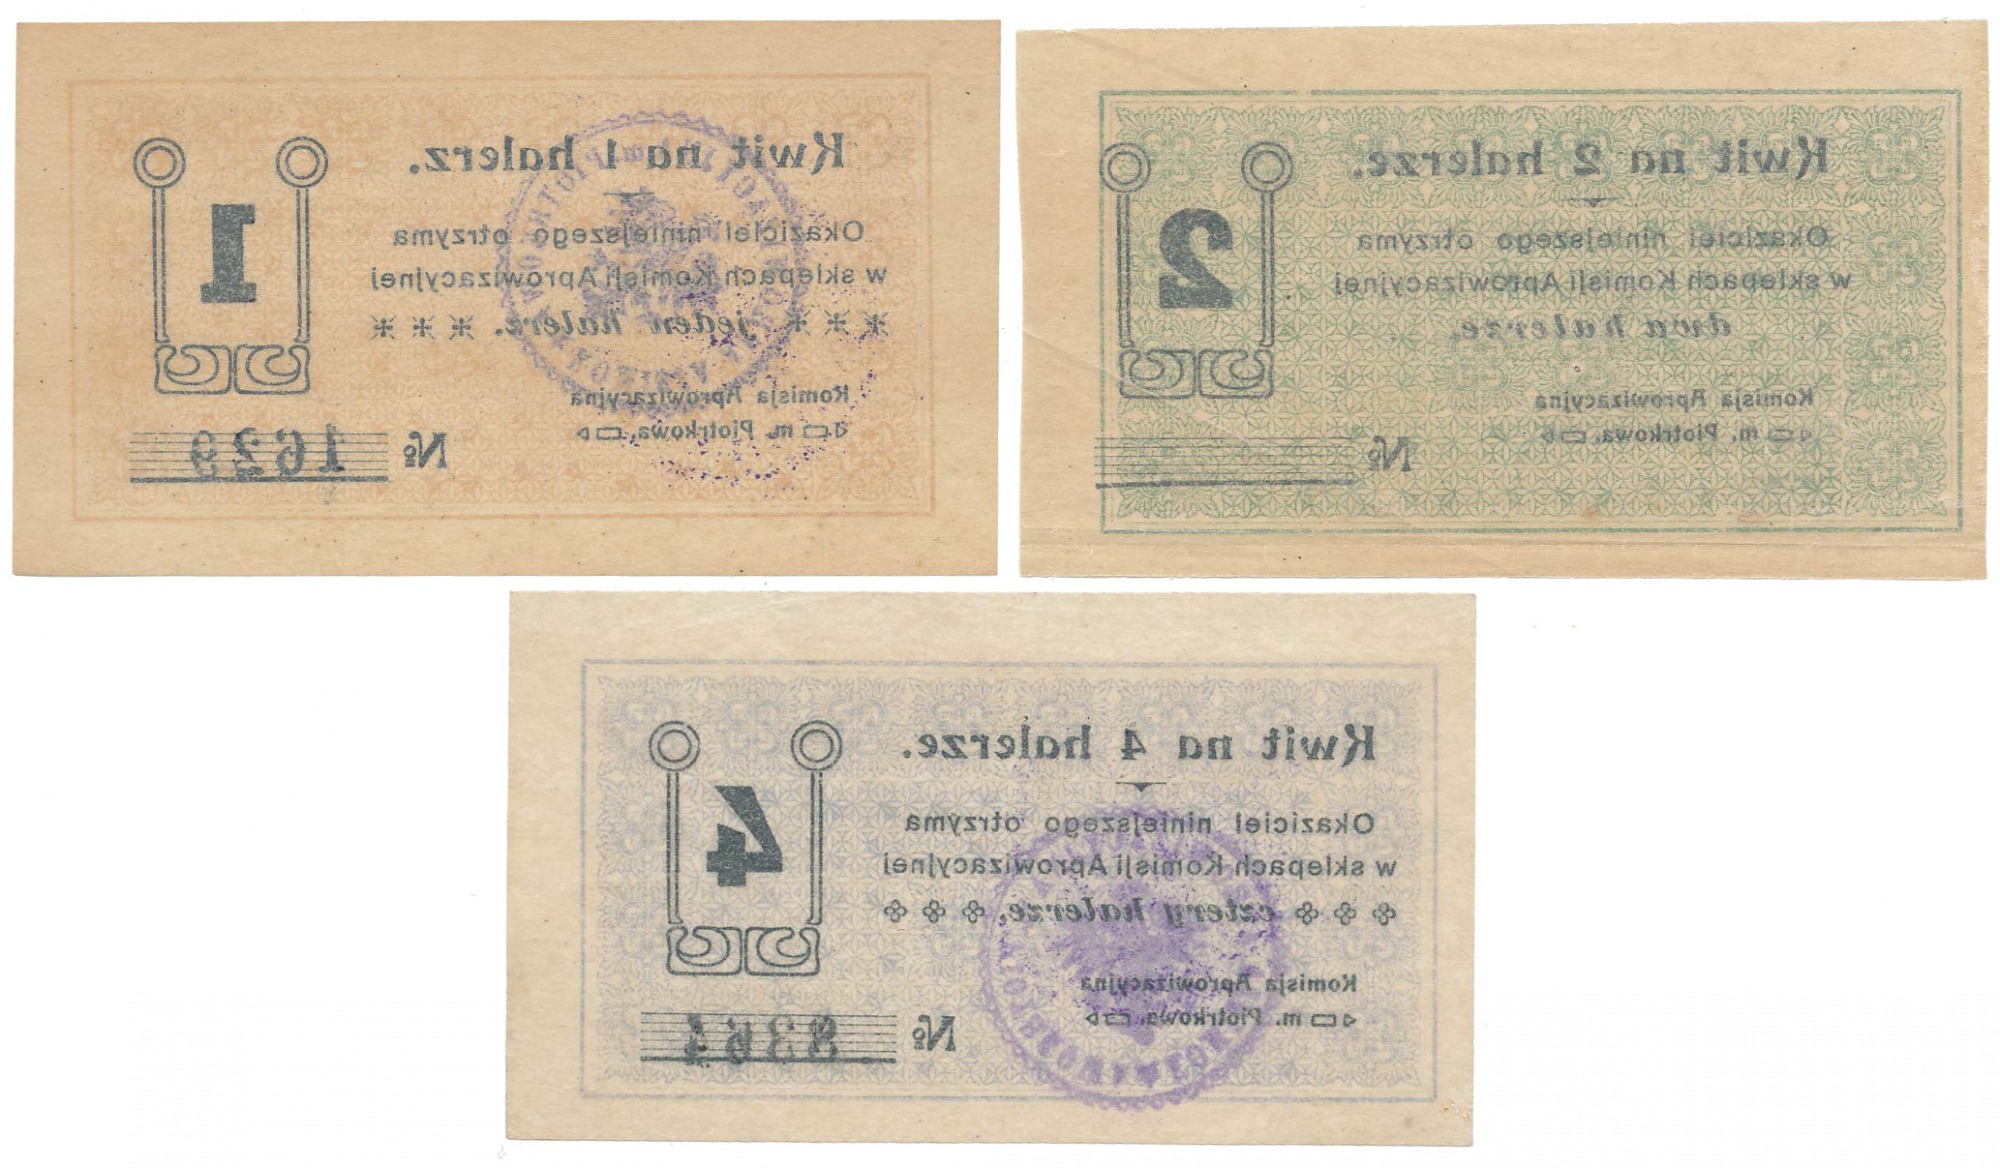 Kwit na 1 halerz.
Okaziciel niniejszego otrzyma
w sklepach Komisji Aprowizacyjnej
jeden halerz.
Komisja Aprowizacyjna
m. Piotrkowa.
1
№ 1629
Kwit na 2 halerze.
Okaziciel niniejszego otrzyma
w sklepach Komisji Aprowizacyjnej
dwa halerze.
Komisja Aprowizacyjna
m. Piotrkowa.
2
№
Kwit na 4 halerze.
Okaziciel niniejszego otrzyma
w sklepach Komisji Aprowizacyjnej
cztery halerze,
Komisja Aprowizacyjna
m. Piotrkowa.
4
№ 8364